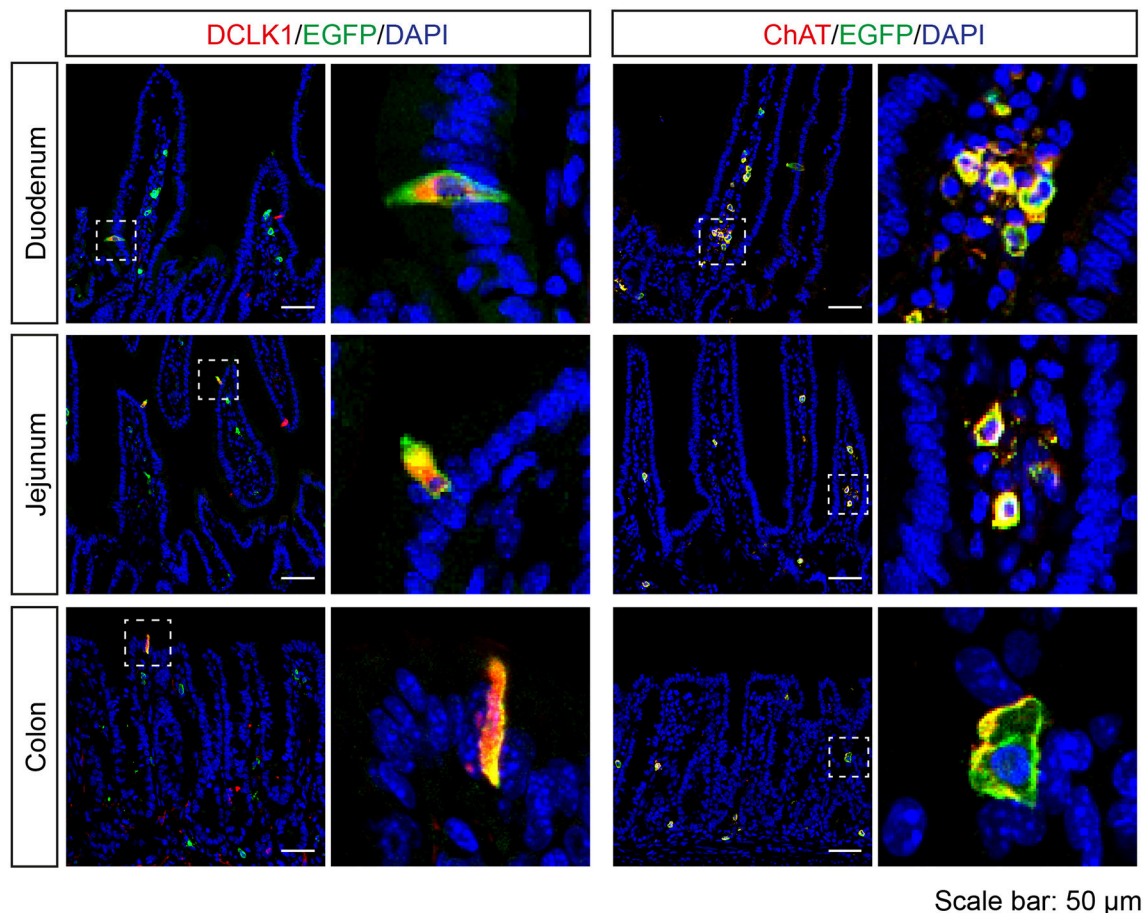 DCLK1/EGFP/DAPI
ChAT/EGFP/DAPI
Duodenum
Jejunum
Colon
Scale bar: 50 µm